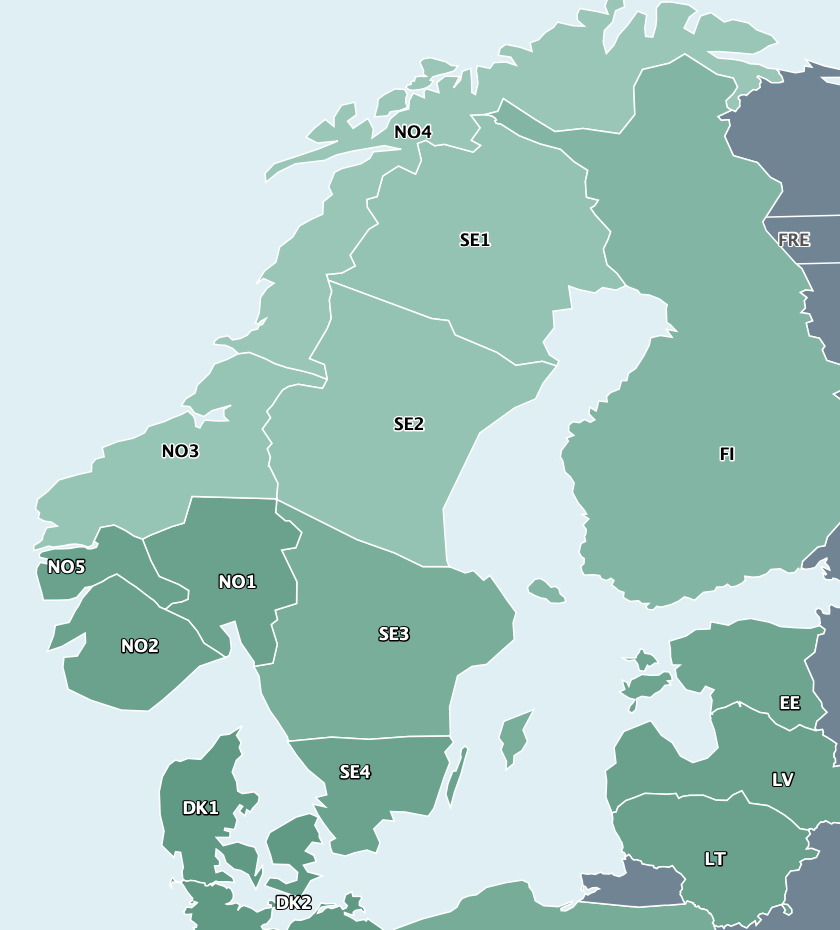 NO4
SE1
FRE
SE2
NO3
FI
NO5
NO1
SE3
NO2
EE
SE4
LV
DK1
LT
DK2